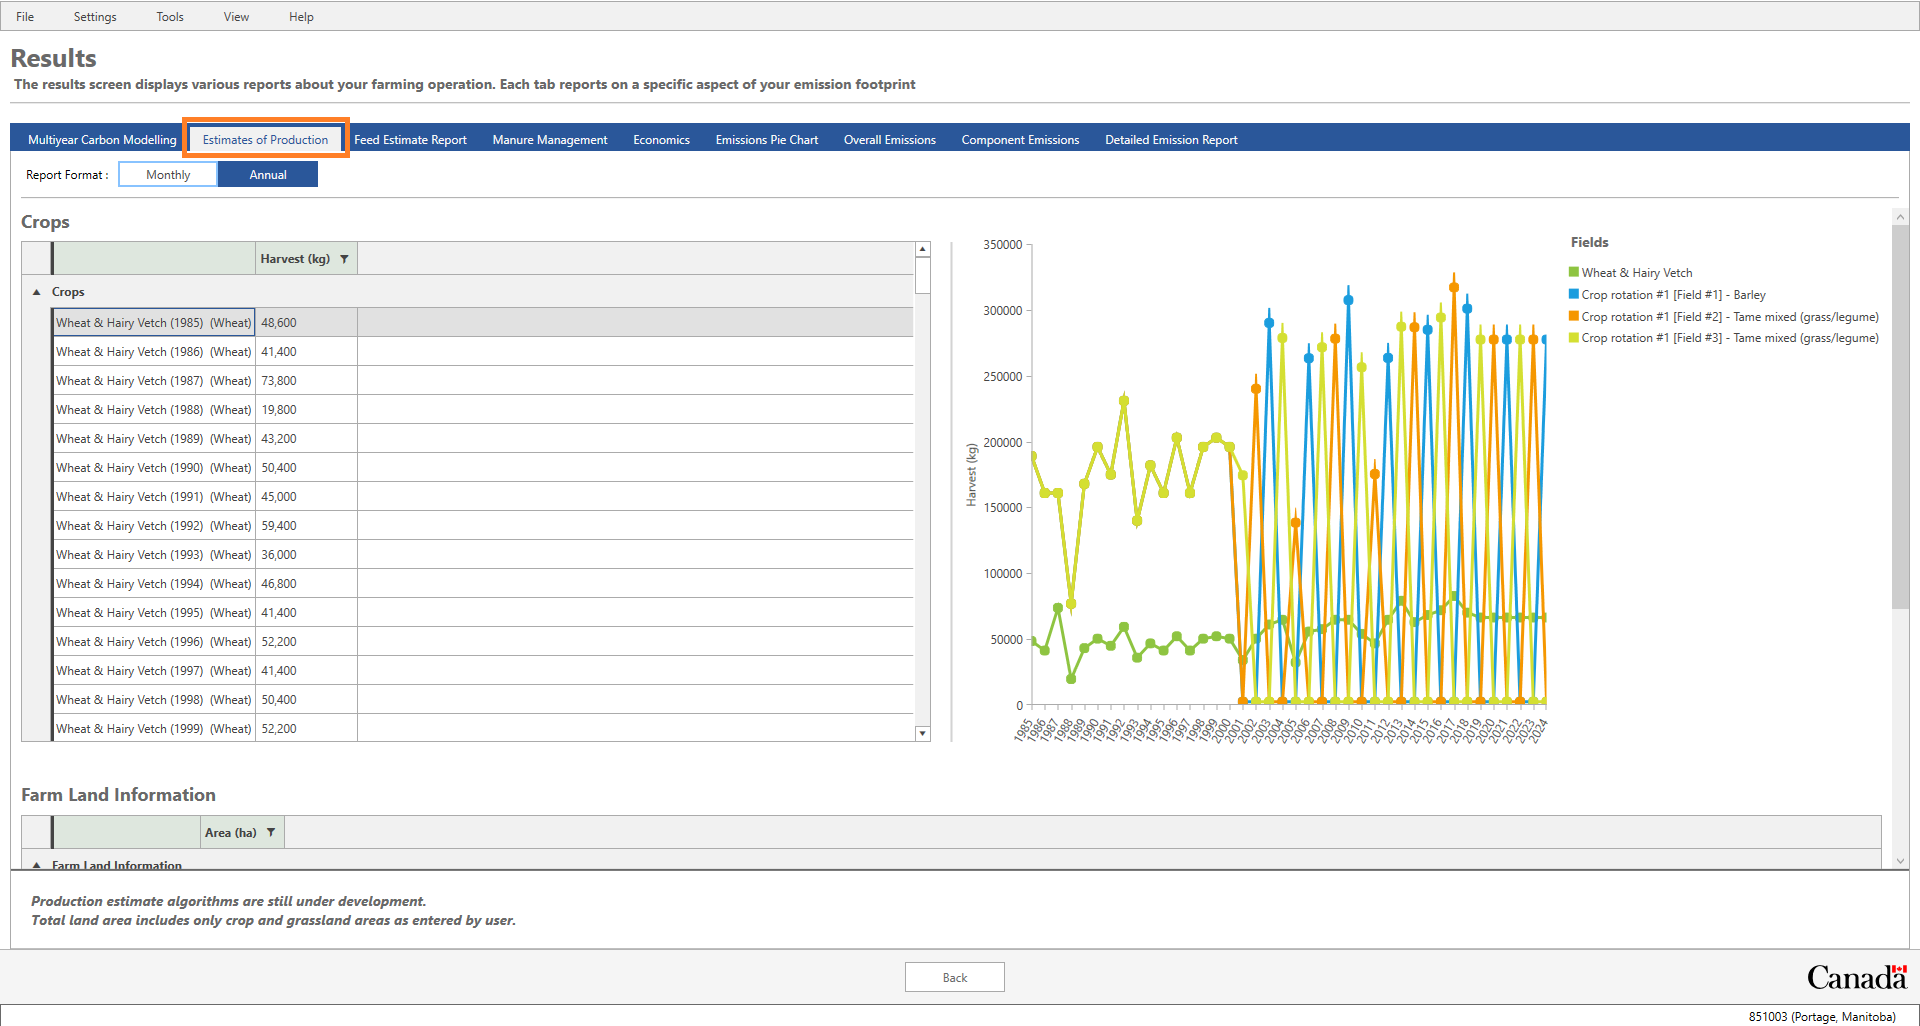 File Settings Tools View Help
Results
The results screen displays various reports about your farming operation. Each tab reports on a specific aspect of your emission footprint
Multiyear Carbon Modelling Estimates of Production Feed Estimate Report Manure Management Economics Emissions Pie Chart Overall Emissions Component Emissions Detailed Emission Report
Report Format : Monthly Annual
Crops
Harvest (kg)
Crops
Wheat & Hairy Vetch (1985) (Wheat) 48,600
Wheat & Hairy Vetch (1986) (Wheat) 41,400
Wheat & Hairy Vetch (1987) (Wheat) 73,800
Wheat & Hairy Vetch (1988) (Wheat) 19,800
Wheat & Hairy Vetch (1989) (Wheat) 43,200
Wheat & Hairy Vetch (1990) (Wheat) 50,400
Wheat & Hairy Vetch (1991) (Wheat) 45,000
Wheat & Hairy Vetch (1992) (Wheat) 59,400
Wheat & Hairy Vetch (1993) (Wheat) 36,000
Wheat & Hairy Vetch (1994) (Wheat) 46,800
Wheat & Hairy Vetch (1995) (Wheat) 41,400
Wheat & Hairy Vetch (1996) (Wheat) 52,200
Wheat & Hairy Vetch (1997) (Wheat) 41,400
Wheat & Hairy Vetch (1998) (Wheat) 50,400
Wheat & Hairy Vetch (1999) (Wheat) 52,200
Harvest (kg)
350000
300000
250000
200000
150000
100000
50000
0
1985 1986 1987 1988 1989 1990 1991 1992 1993 1994 1995 1996 1997 1998 1999 2000 2001 2002 2003 2004 2005 2006 2007 2008 2009 2010 2011 2012 2013 2014 2015 2016 2017 2018 2019 2020 2021 2022 2023 2024
Fields
Wheat & Hairy Vetch
Crop rotation #1 [Field #1] - Barley
Crop rotation #1 [Field #2] - Tame mixed (grass/legume)
Crop rotation #1 [Field #3] - Tame mixed (grass/legume)
Farm Land Information
Area (ha)
Farm Land Information
Production estimate algorithms are still under development.
Total land area includes only crop and grassland areas as entered by user.
Back
Canada
851003 (Portage, Manitoba)